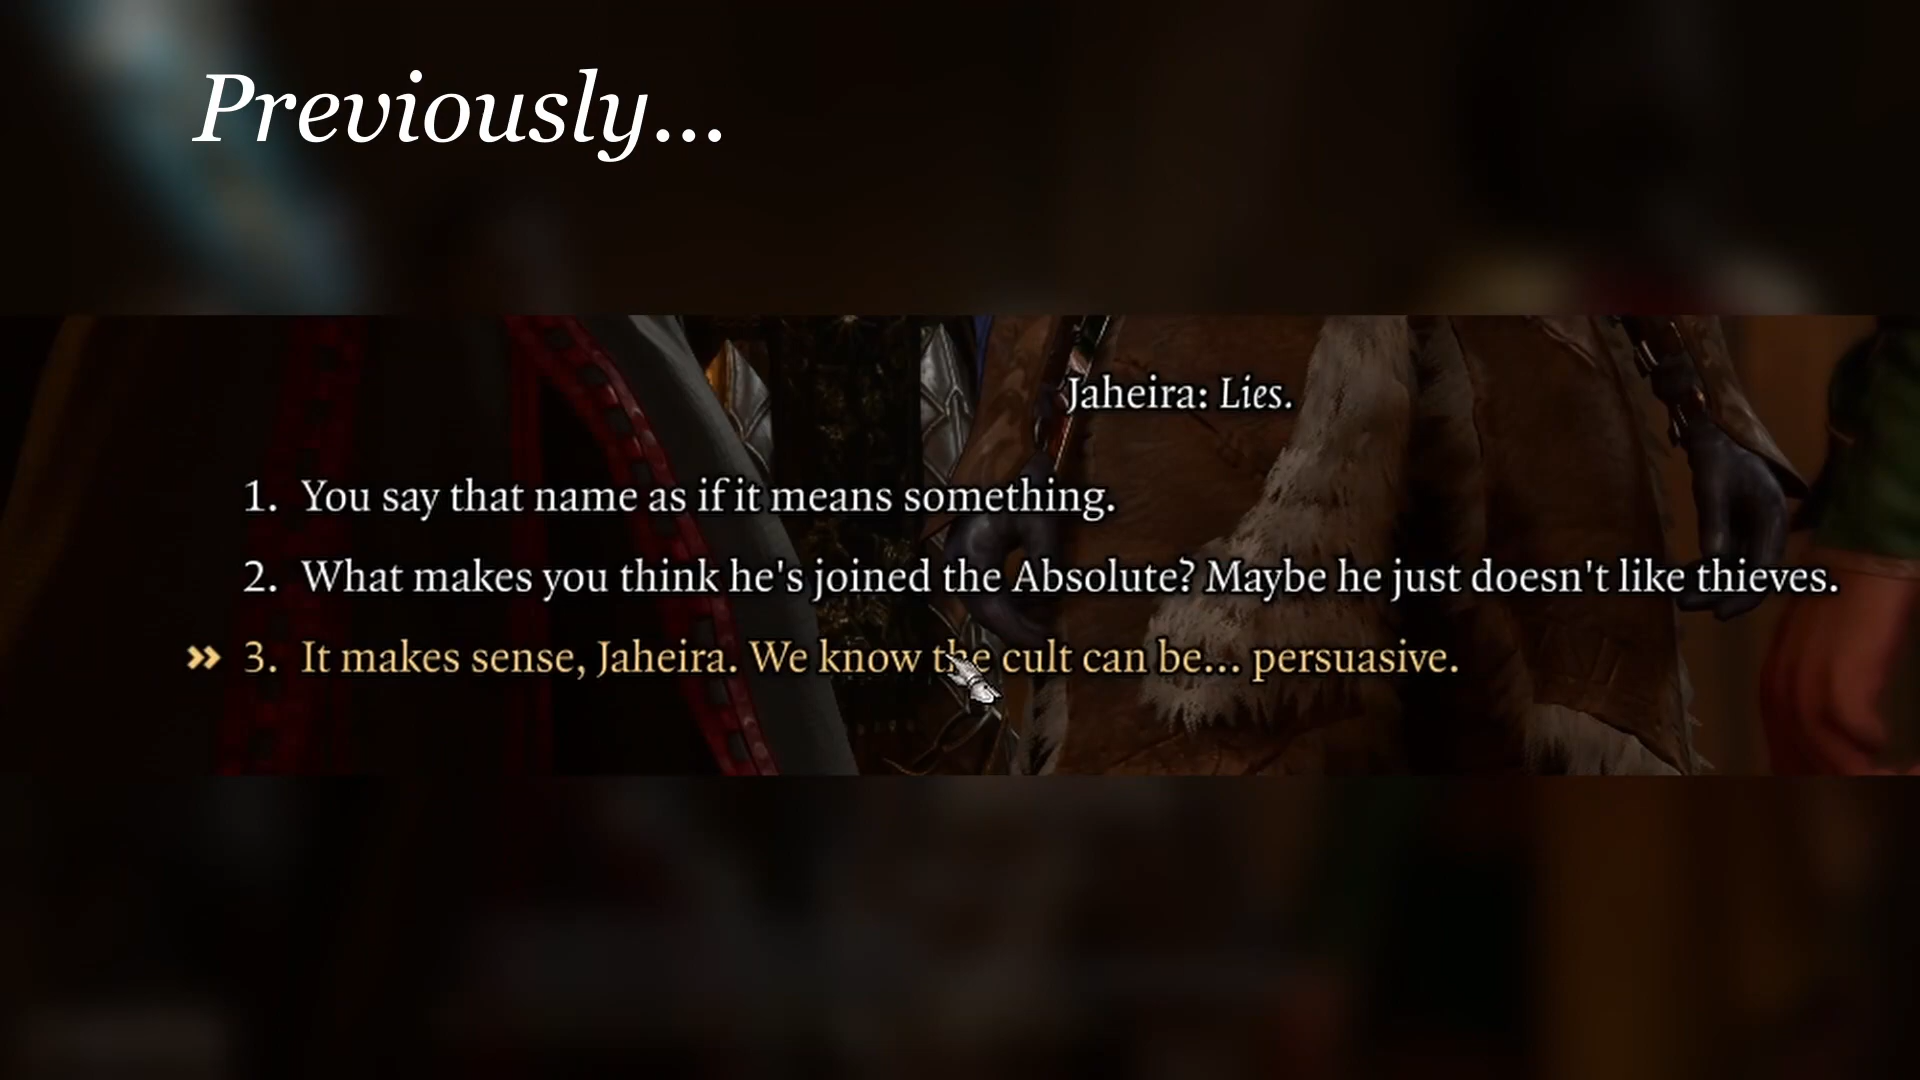 Previously...
Jaheira: Lies.
1. You say that name as if it means something.
2. What makes you think he's joined the Absolute? Maybe he just doesn't like thieves.
3. It makes sense, Jaheira. We know the cult can be... persuasive.